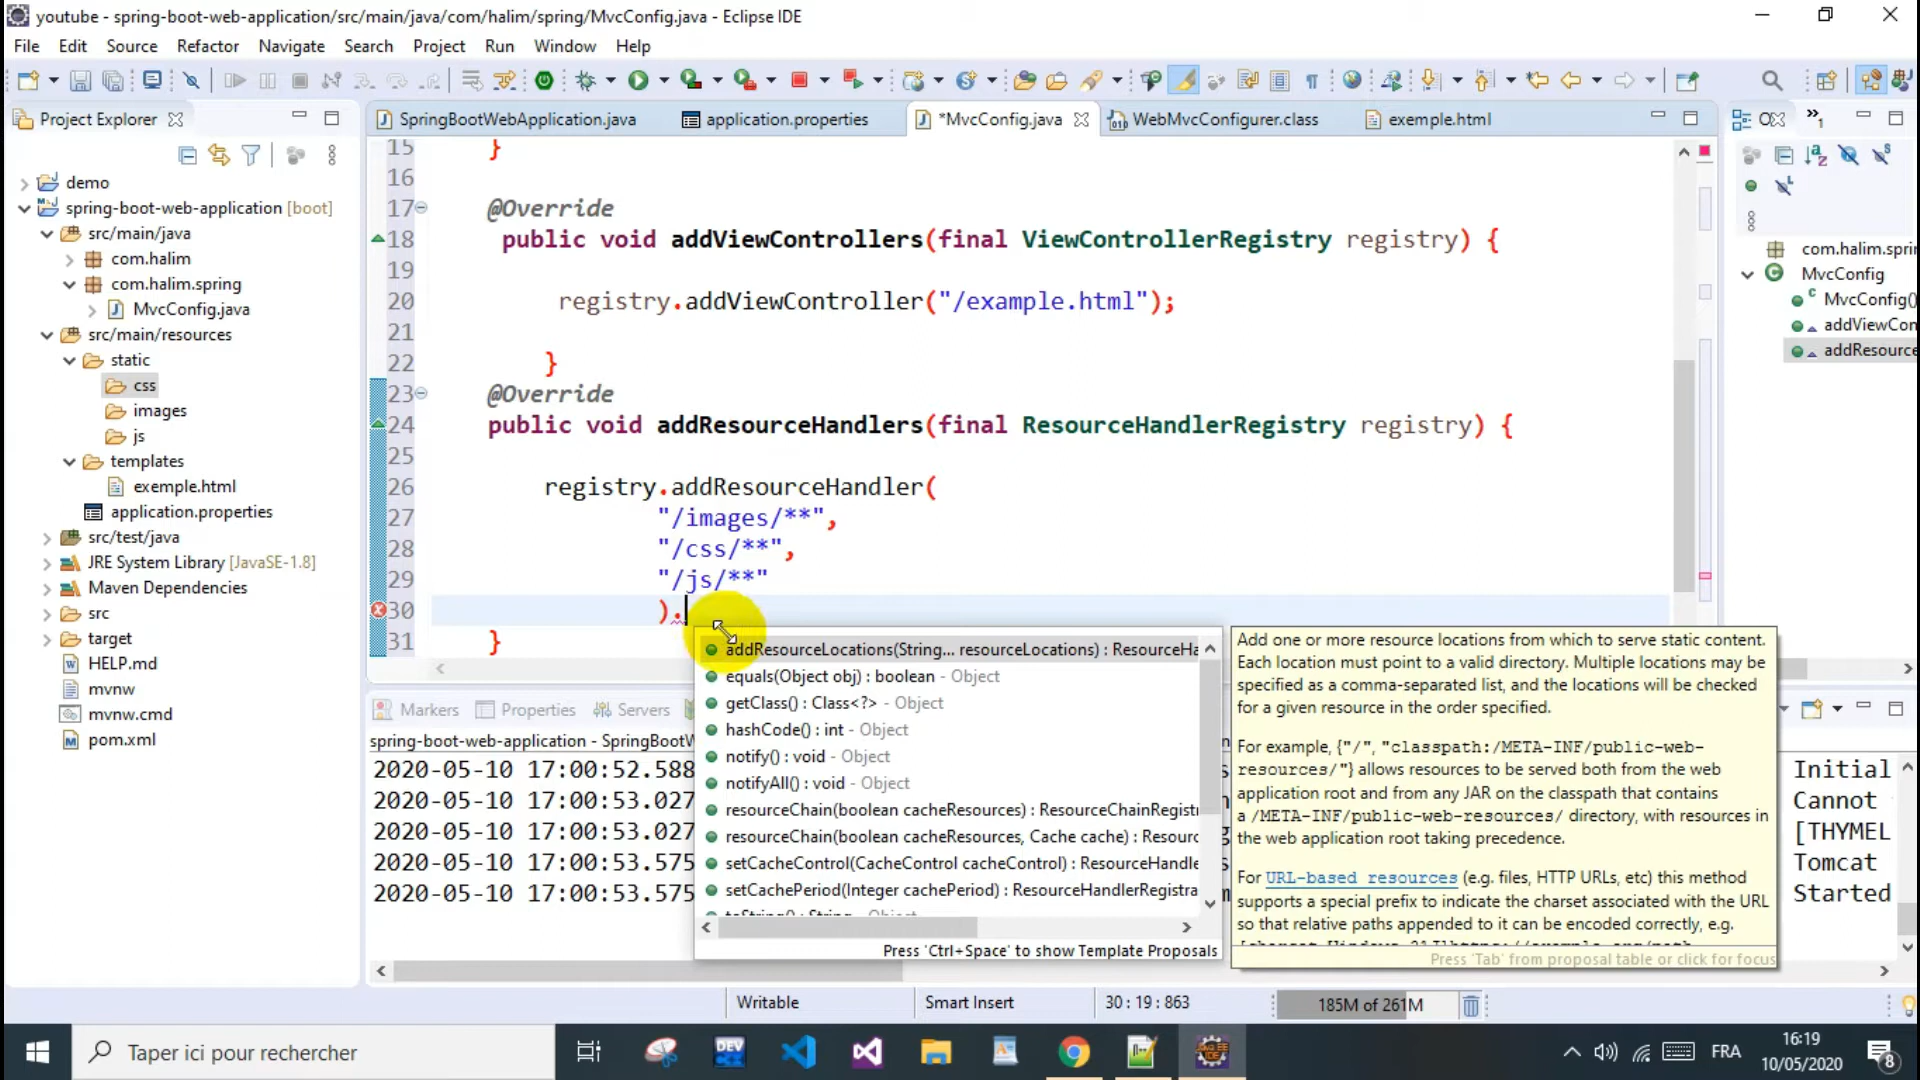 youtube - spring-boot-web-application/src/main/java/com/halim/spring/MvcConfig.java - Eclipse IDE
File Edit Source Refactor Navigate Search Project Run Window Help
Project Explorer
SpringBootWebApplication.java application.properties *MvcConfig.java WebMvcConfigurer.class exemple.html
demo
spring-boot-web-application [boot]
src/main/java
com.halim
com.halim.spring
MvcConfig.java
src/main/resources
static
css
images
js
templates
exemple.html
application.properties
src/test/java
JRE System Library [JavaSE-1.8]
Maven Dependencies
src
target
HELP.md
mvnw
mvnw.cmd
pom.xml
15 }
16
17 @Override
18 public void addViewControllers(final ViewControllerRegistry registry) {
19
20 registry.addViewController("/example.html");
21
22 }
23 @Override
24 public void addResourceHandlers(final ResourceHandlerRegistry registry) {
25
26 registry.addResourceHandler(
27 "/images/**",
28 "/css/**",
29 "/js/**"
30 ).
31 }
com.halim.sprin
MvcConfig
MvcConfig()
addViewCon
addResource
addResourceLocations(String... resourceLocations) : ResourceHa
equals(Object obj) : boolean - Object
getClass() : Class<?> - Object
hashCode() : int - Object
notify() : void - Object
notifyAll() : void - Object
resourceChain(boolean cacheResources) : ResourceChainRegistr
resourceChain(boolean cacheResources, Cache cache) : Resourc
setCacheControl(CacheControl cacheControl) : ResourceHandle
setCachePeriod(Integer cachePeriod) : ResourceHandlerRegistra
toString() : String - Object
Press 'Ctrl+Space' to show Template Proposals
Add one or more resource locations from which to serve static content.
Each location must point to a valid directory. Multiple locations may be
specified as a comma-separated list, and the locations will be checked
for a given resource in the order specified.
For example, {"/", "classpath:/META-INF/public-web-
resources/"} allows resources to be served both from the web
application root and from any JAR on the classpath that contains
a /META-INF/public-web-resources/ directory, with resources in
the web application root taking precedence.
For URL-based resources (e.g. files, HTTP URLs, etc) this method
supports a special prefix to indicate the charset associated with the URL
so that relative paths appended to it can be encoded correctly, e.g.
Press 'Tab' from proposal table or click for focus
Markers Properties Servers
spring-boot-web-application - SpringBootW
2020-05-10 17:00:52.588 Initial
2020-05-10 17:00:53.027 Cannot
2020-05-10 17:00:53.027 [THYMEL
2020-05-10 17:00:53.575 Tomcat
2020-05-10 17:00:53.575 Started
Writable Smart Insert 30 : 19 : 863 185M of 261M
Taper ici pour rechercher
DEV
FRA
16:19
10/05/2020
8